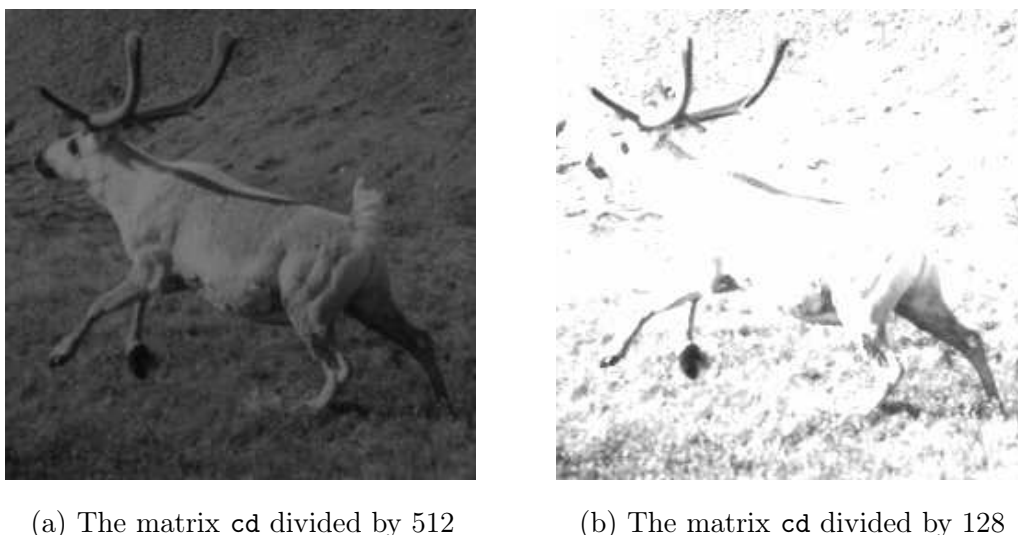 (a) The matrix cd divided by 512
(b) The matrix cd divided by 128